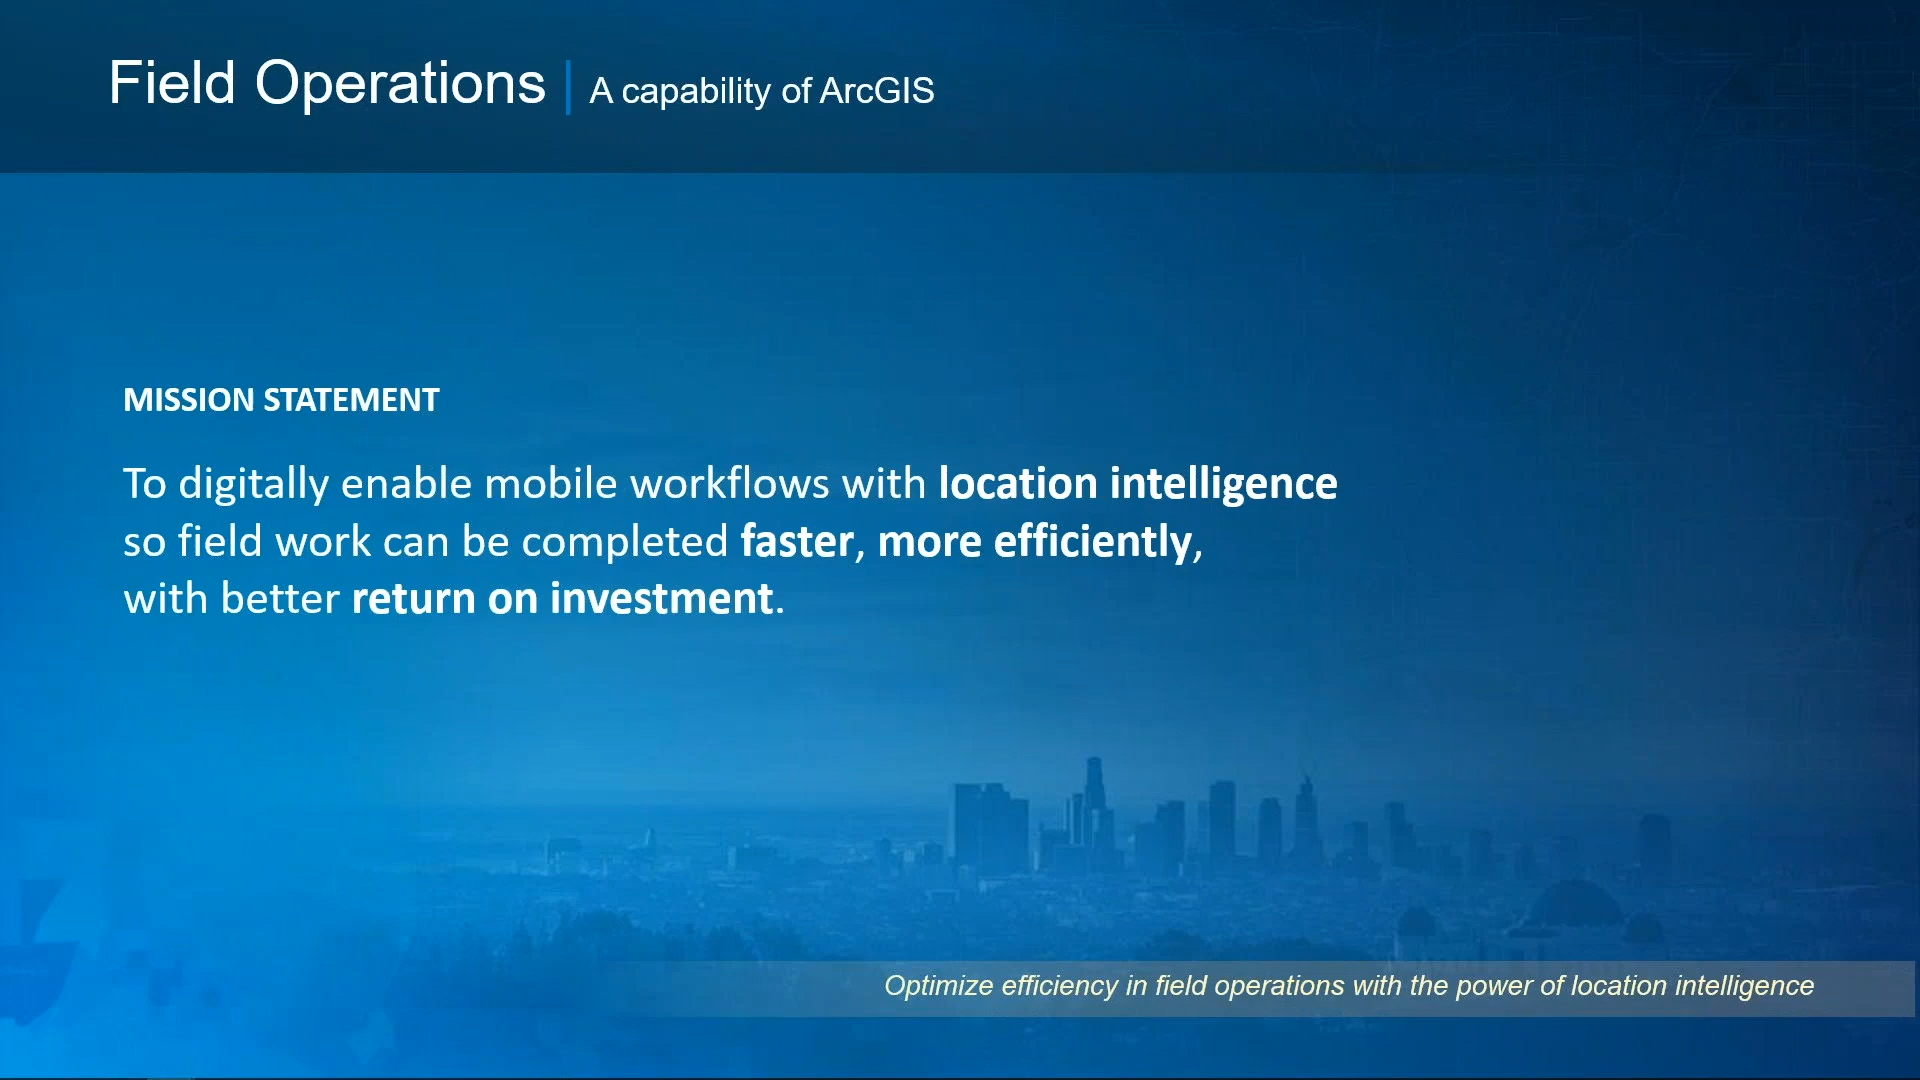 Field Operations | A capability of ArcGIS
MISSION STATEMENT
To digitally enable mobile workflows with location intelligence
so field work can be completed faster, more efficiently,
with better return on investment.
Optimize efficiency in field operations with the power of location intelligence